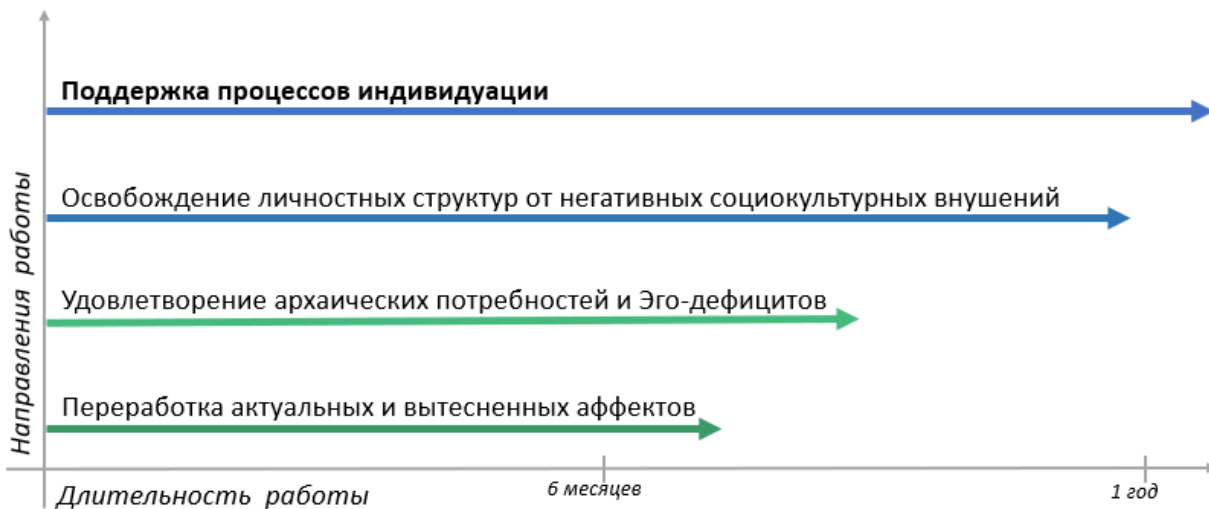 Поддержка процессов индивидуации
Освобождение личностных структур от негативных социокультурных внушений
Удовлетворение архаических потребностей и Эго-дефицитов
Переработка актуальных и вытесненных аффектов
Направления работы
6 месяцев
1 год
Длительность работы